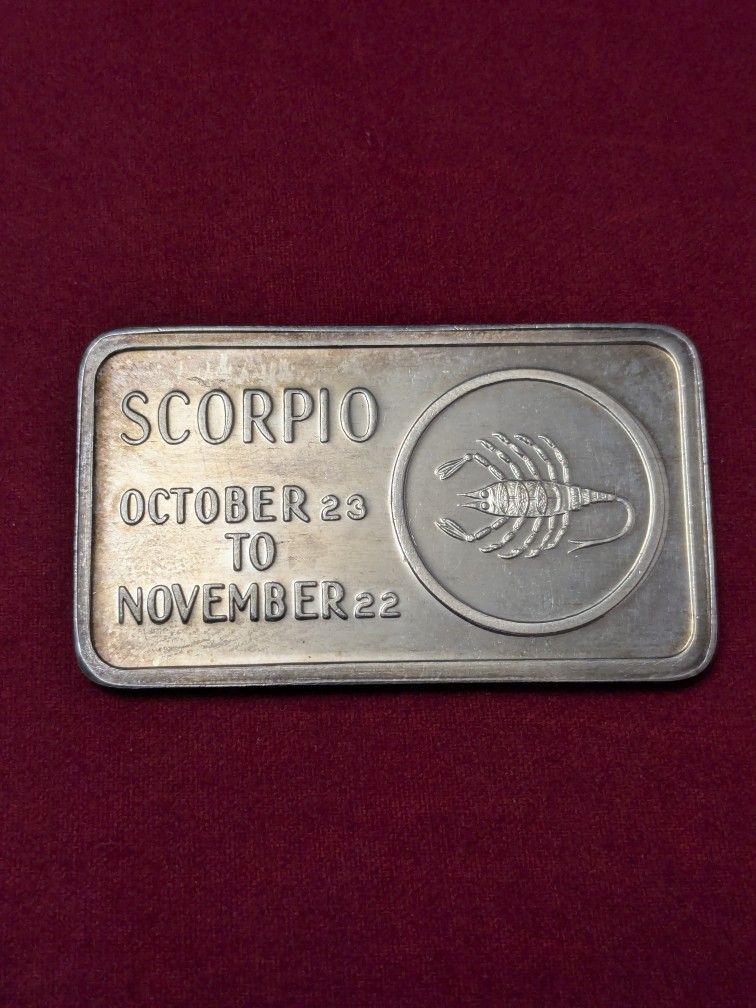 SCORPIO
OCTOBER 23
TO
NOVEMBER 22